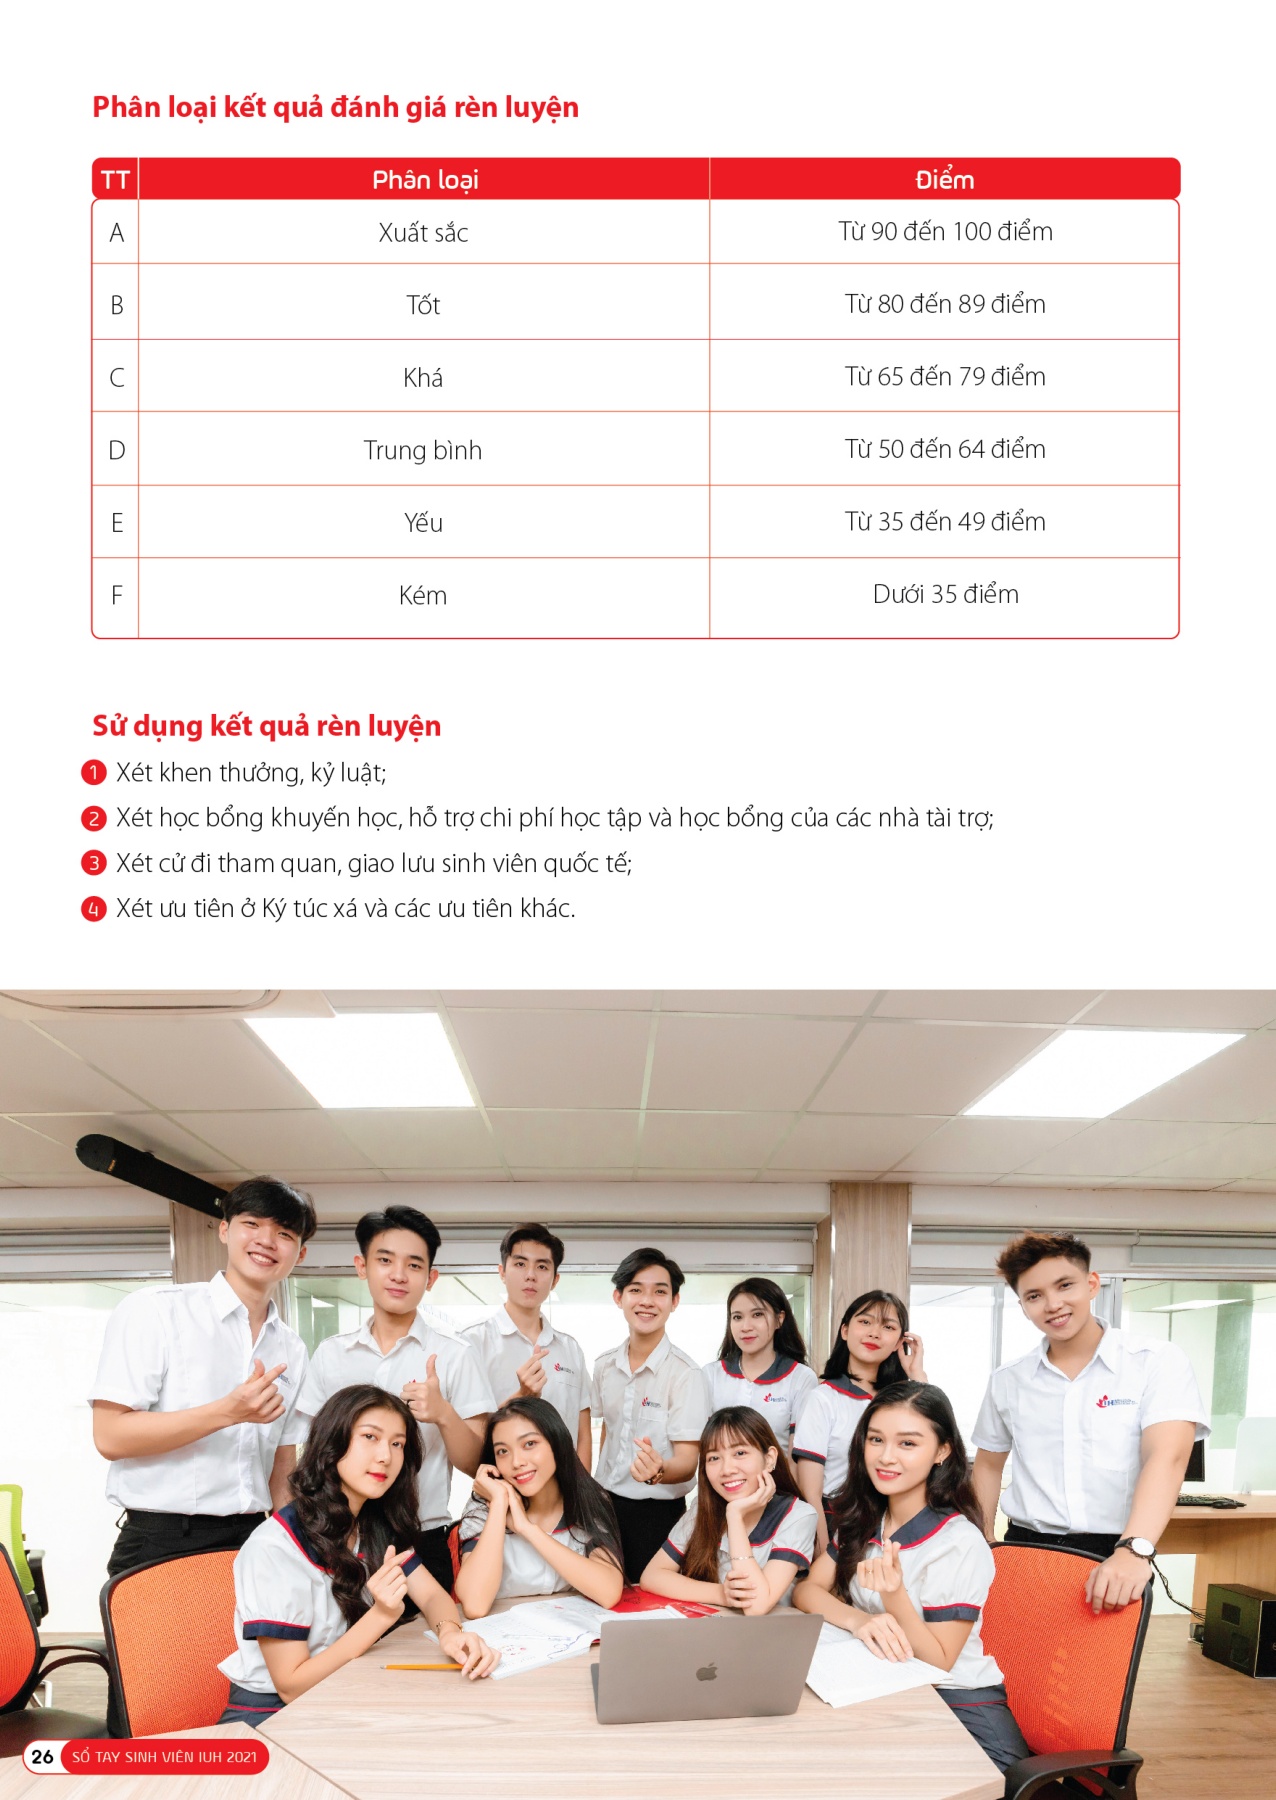 Phân loại kết quả đánh giá rèn luyện
TT Phân loại Điểm
A Xuất sắc Từ 90 đến 100 điểm
B Tốt Từ 80 đến 89 điểm
C Khá Từ 65 đến 79 điểm
D Trung bình Từ 50 đến 64 điểm
E Yếu Từ 35 đến 49 điểm
F Kém Dưới 35 điểm
Sử dụng kết quả rèn luyện
1 Xét khen thưởng, kỷ luật;
2 Xét học bổng khuyến học, hỗ trợ chi phí học tập và học bổng của các nhà tài trợ;
3 Xét cử đi tham quan, giao lưu sinh viên quốc tế;
4 Xét ưu tiên ở Ký túc xá và các ưu tiên khác.
26 SỔ TAY SINH VIÊN IUH 2021